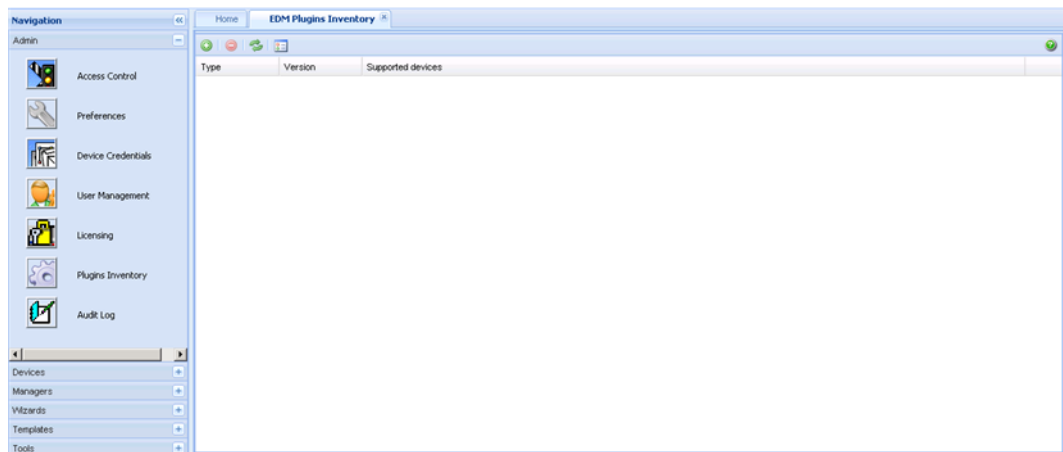 Navigation
Admin
Access Control
Preferences
Device Credentials
User Management
Licensing
Plugins Inventory
Audit Log
Devices
Managers
Wizards
Templates
Tools
Home
EDM Plugins Inventory
Type Version Supported devices